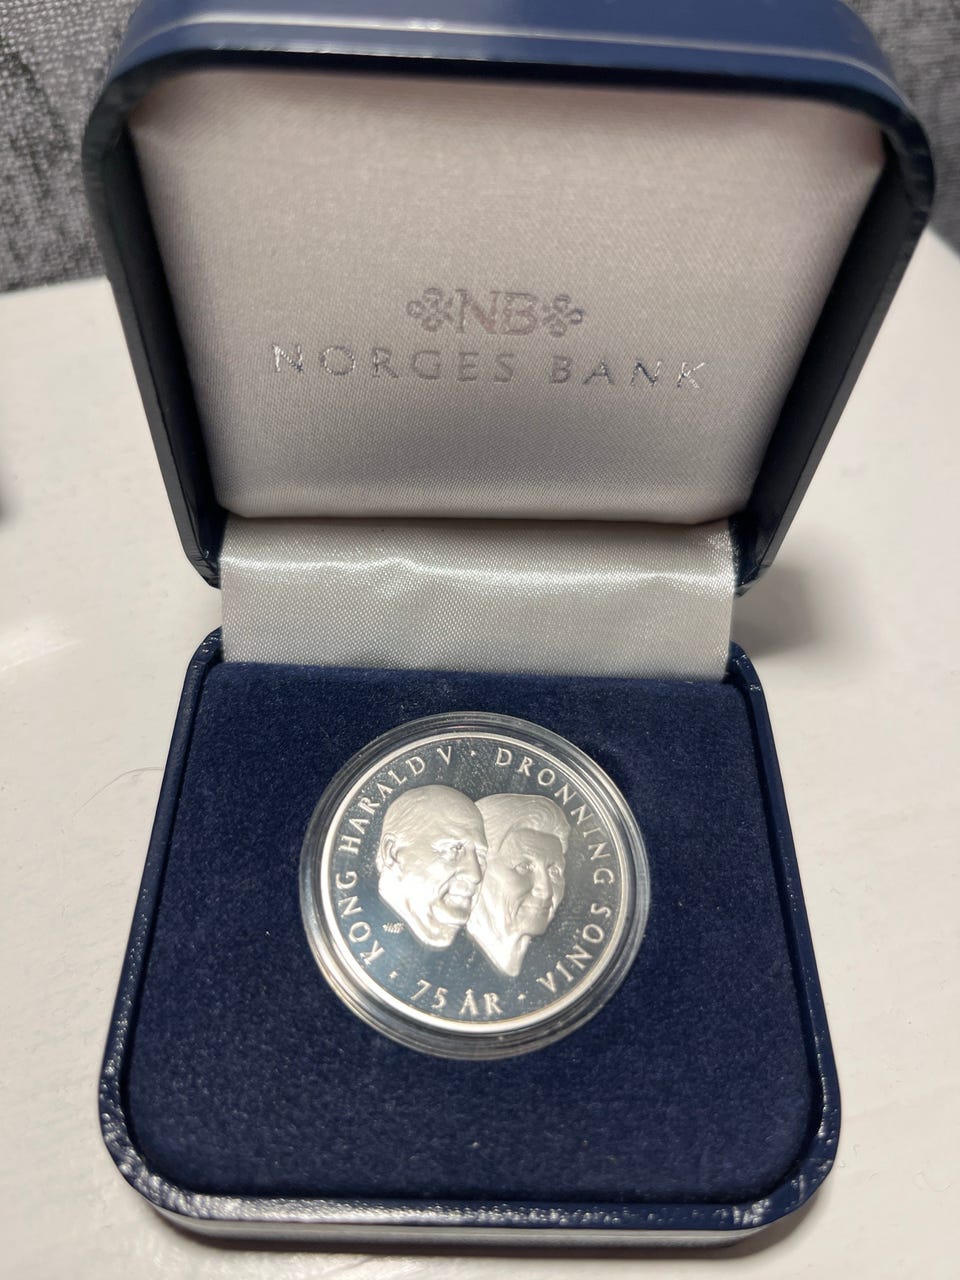 NB
NORGES BANK
KONG HARALD V · DRONNING SONJA · 75 ÅR ·